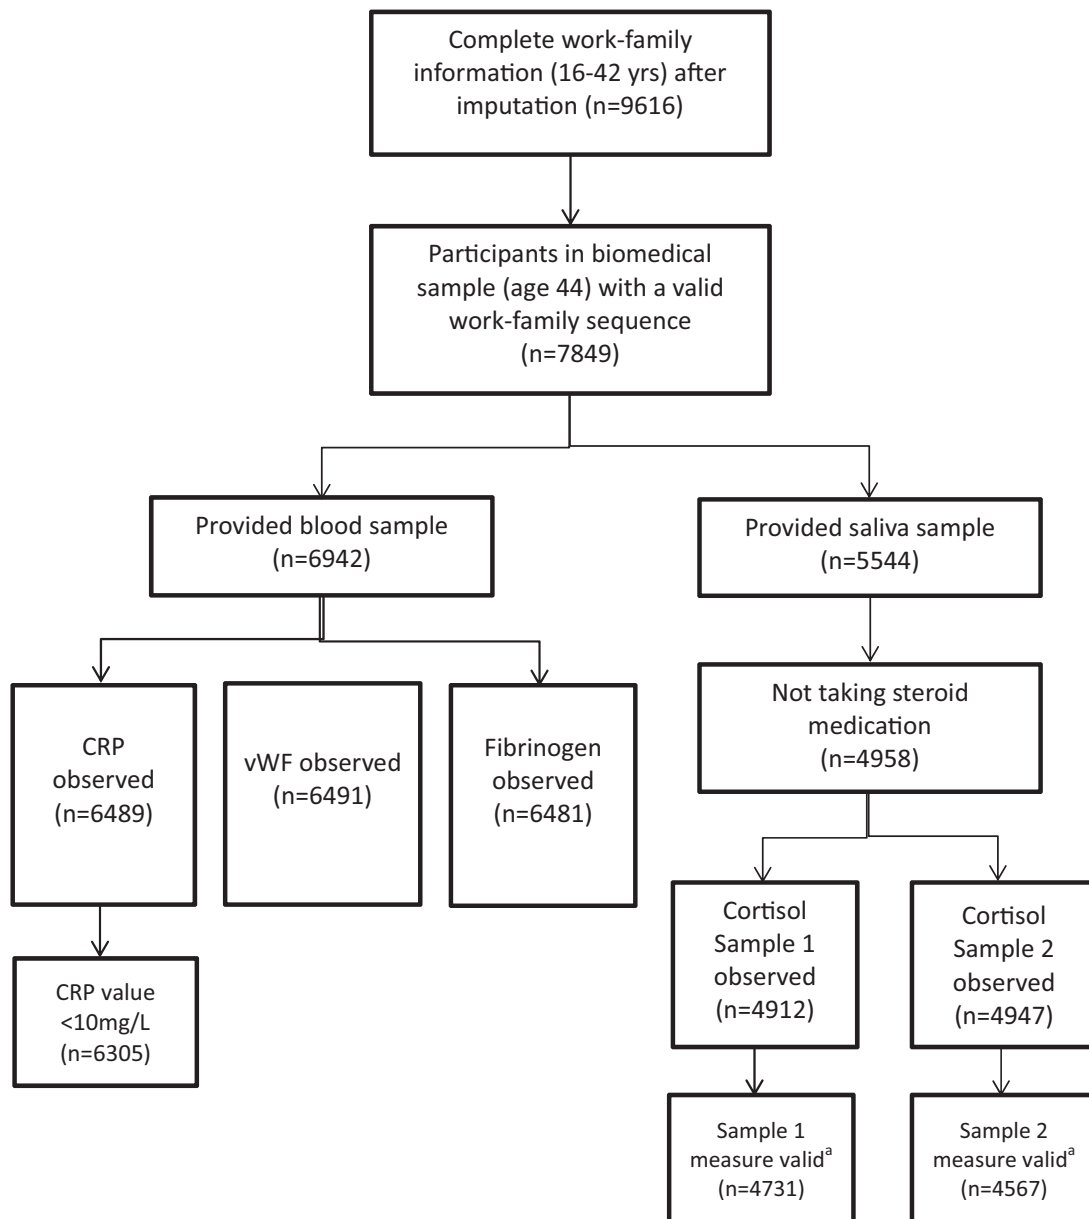 Complete work-family
information (16-42 yrs) after
imputation (n=9616)
Participants in biomedical
sample (age 44) with a valid
work-family sequence
(n=7849)
Provided blood sample
(n=6942)
Provided saliva sample
(n=5544)
CRP
observed
(n=6489)
vWF observed
(n=6491)
Fibrinogen
observed
(n=6481)
Not taking steroid
medication
(n=4958)
CRP value
<10mg/L
(n=6305)
Cortisol
Sample 1
observed
(n=4912)
Cortisol
Sample 2
observed
(n=4947)
Sample 1
measure validᵃ
(n=4731)
Sample 2
measure validᵃ
(n=4567)